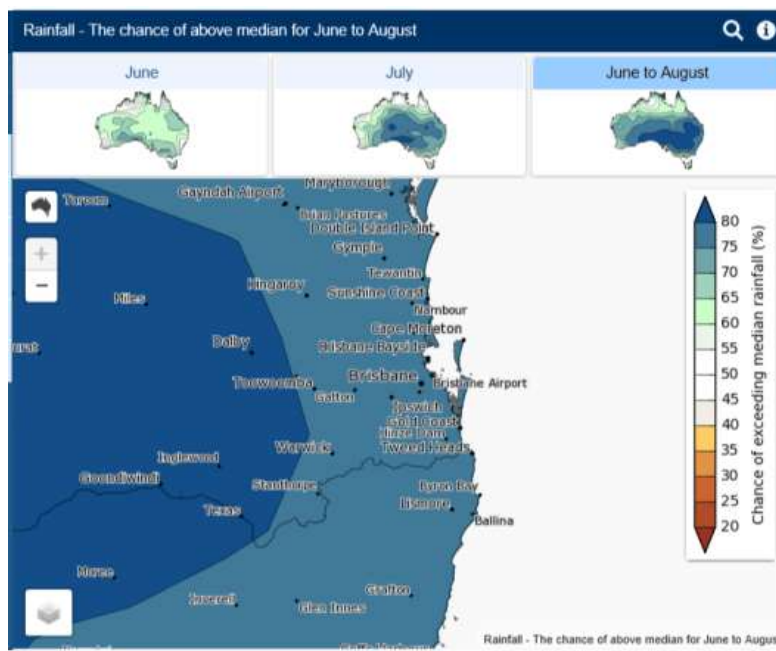 Rainfall - The chance of above median for June to August
June
July
June to August
Maryborough
Taroom
Gayndah Airport
Brian Pastures
Double Island Point
Gympie
Tewantin
Kingaroy
Sunshine Coast
Miles
Nambour
Cape Moreton
Dalby
Brisbane Bayside
Brisbane
Toowoomba
Brisbane Airport
Gatton
Ipswich
Gold Coast
Hinze Dam
Warwick
Tweed Heads
Inglewood
Goondiwindi
Stanthorpe
Byron Bay
Texas
Lismore
Ballina
Moree
Grafton
Inverell
Glen Innes
Coffs Harbour
80
75
70
65
60
55
50
45
40
35
30
25
20
Chance of exceeding median rainfall (%)
Rainfall - The chance of above median for June to Augus